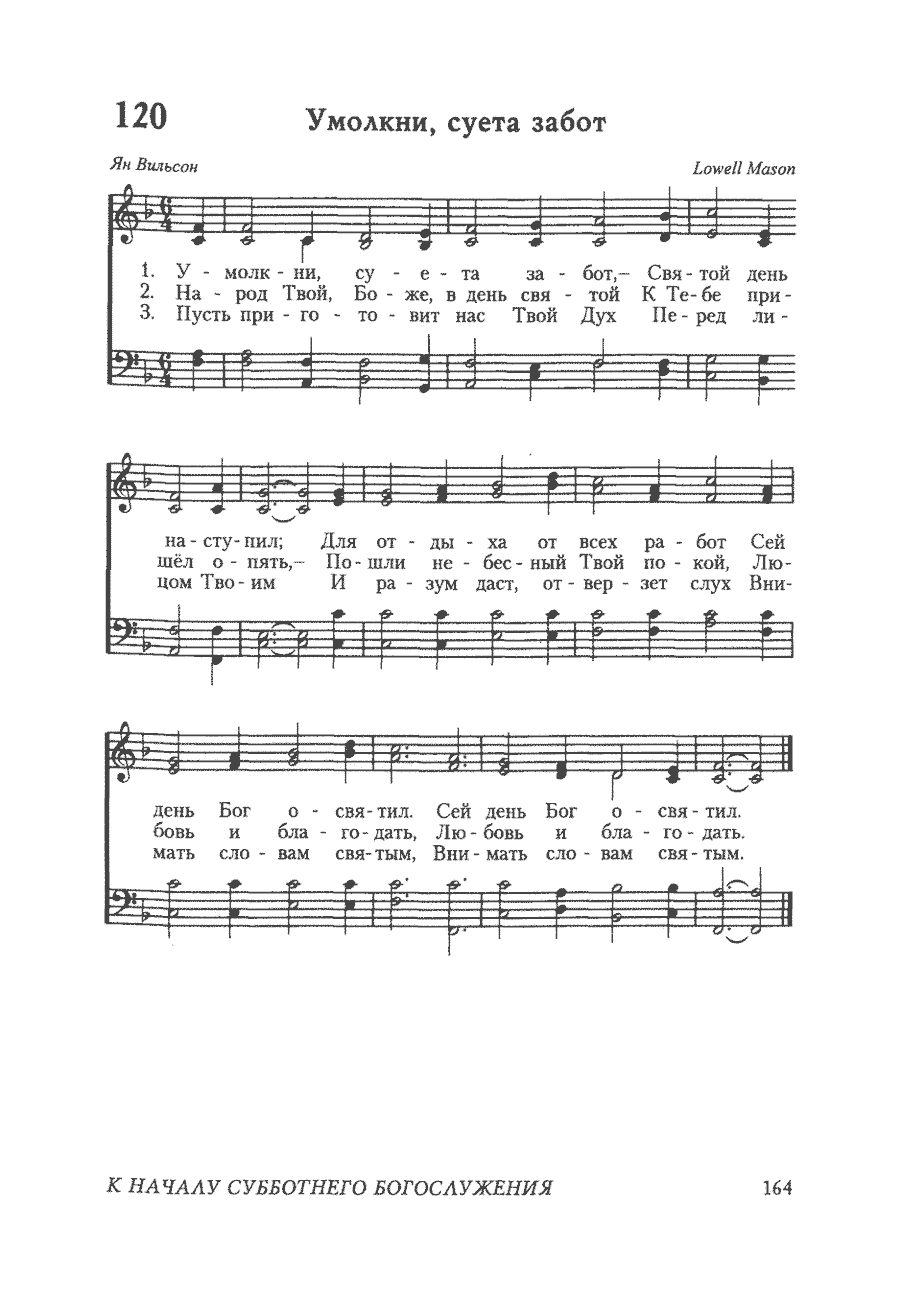 120
Умолкни, суета забот
Ян Вильсон
Lowell Mason
1. У - молк - ни, су - е - та за - бот,– Свя - той день
2. На - род Твой, Бо - же, в день свя - той К Те - бе при -
3. Пусть при - го - то - вит нас Твой Дух Пе - ред ли -
на - сту - пил; Для от - ды - ха от всех ра - бот Сей
шёл о - пять,– По - шли не - бес - ный Твой по - кой, Лю -
цом Тво - им И ра - зум даст, от - вер - зет слух Вни-
день Бог о - свя - тил. Сей день Бог о - свя - тил.
бовь и бла - го - дать, Лю - бовь и бла - го - дать.
мать сло - вам свя - тым, Вни - мать сло - вам свя - тым.
К НАЧАЛУ СУББОТНЕГО БОГОСЛУЖЕНИЯ
164